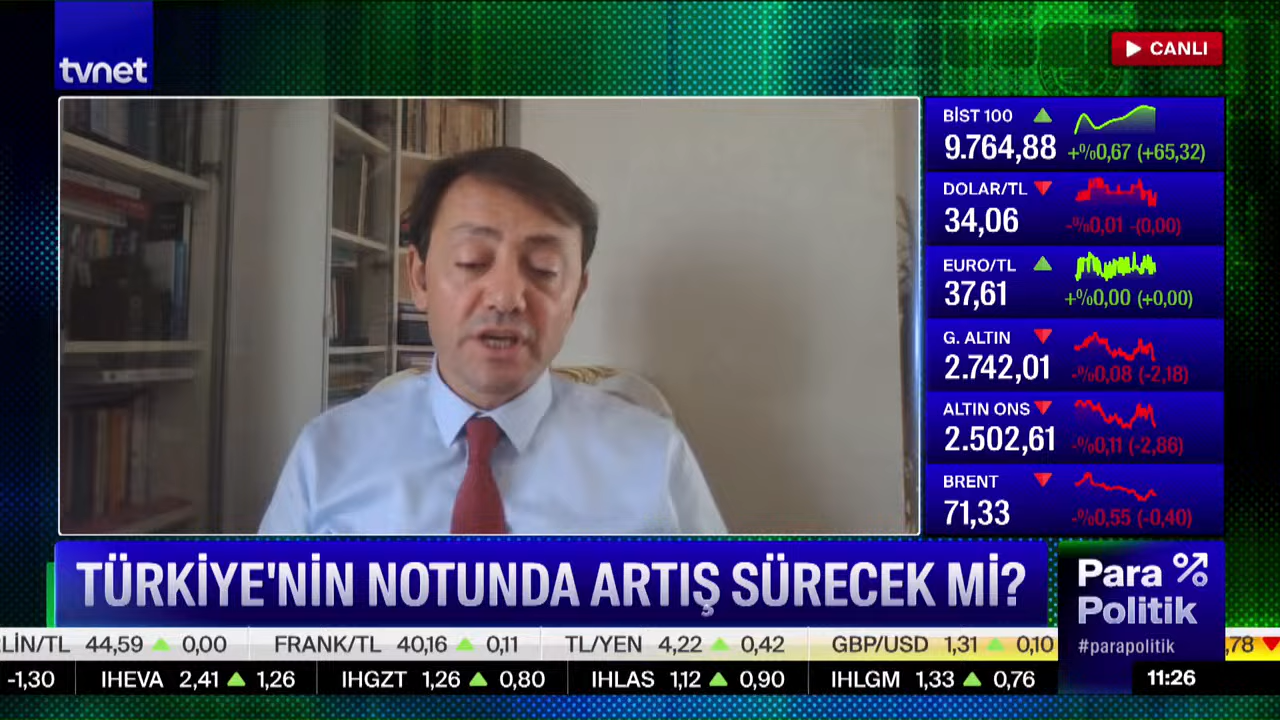 tvnet
CANLI
BİST 100
9.764,88 +%0,67 (+65,32)
DOLAR/TL
34,06 -%0,01 -(0,00)
EURO/TL
37,61 +%0,00 (+0,00)
G. ALTIN
2.742,01 -%0,08 (-2,18)
ALTIN ONS
2.502,61 -%0,11 (-2,86)
BRENT
71,33 -%0,55 (-0,40)
TÜRKİYE'NİN NOTUNDA ARTIŞ SÜRECEK Mİ?
Para
Politik
#parapolitik
LİN/TL 44,59 0,00 FRANK/TL 40,16 0,11 TL/YEN 4,22 0,42 GBP/USD 1,31 0,10 ,78
-1,30 IHEVA 2,41 1,26 IHGZT 1,26 0,80 IHLAS 1,12 0,90 IHLGM 1,33 0,76
11:26